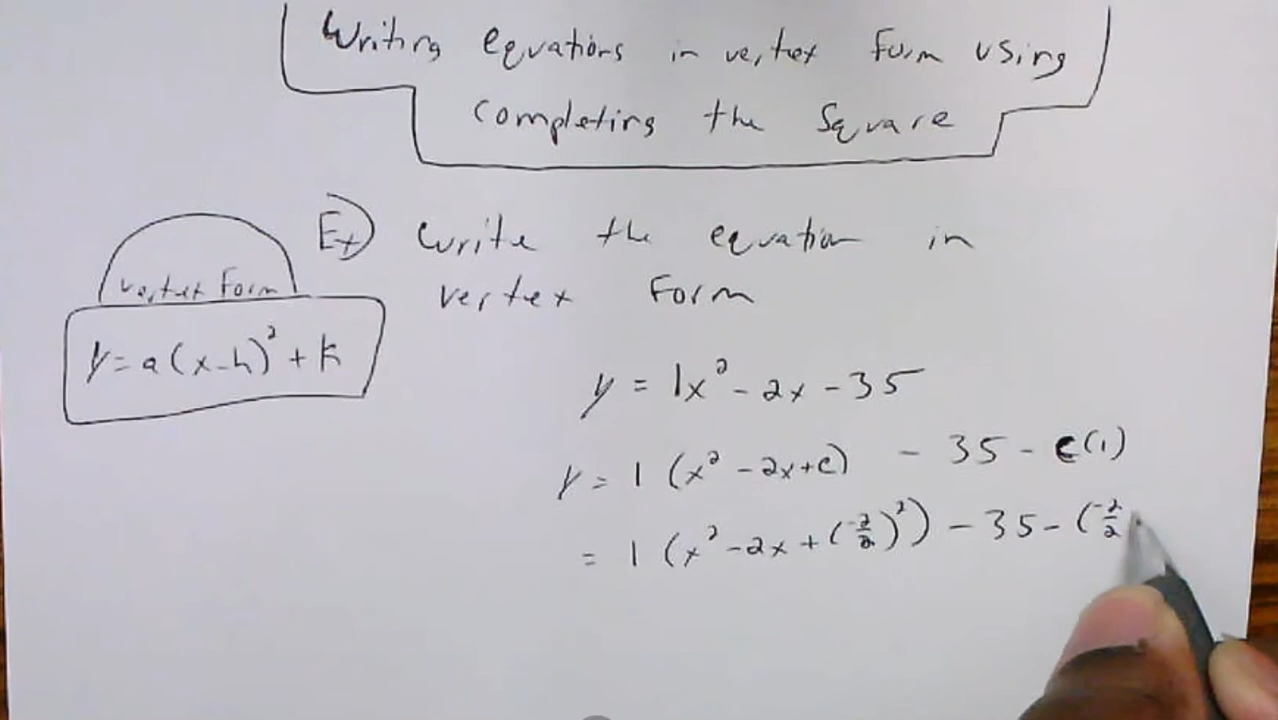 Writing equations in vertex form using
completing the square
Ex) Write the equation in
vertex form
vertex form
y = a(x-h)² + k
y = 1x² - 2x - 35
y = 1 (x² - 2x + c) - 35 - c(1)
= 1 (x² - 2x + (-2/2)²) - 35 - (-2/2